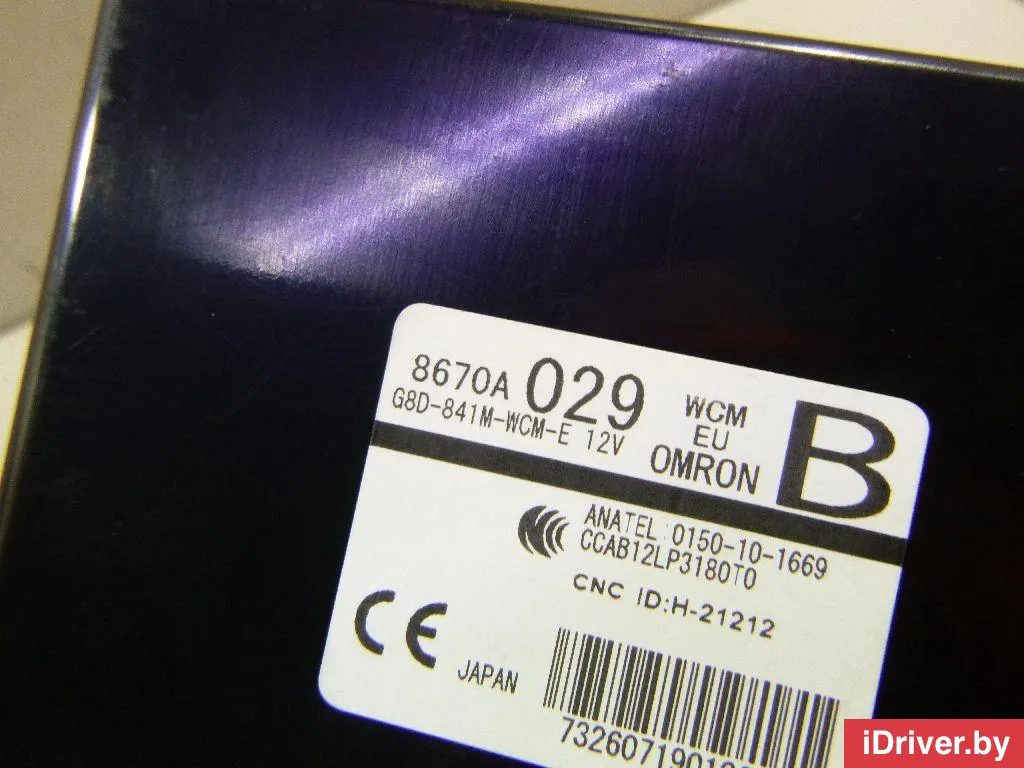 8670A 029
G8D-841M-WCM-E 12V
WCM
EU
OMRON
B
ANATEL:0150-10-1669
CCAB12LP3180T0
CNC ID:H-21212
CE
JAPAN
iDriver.by